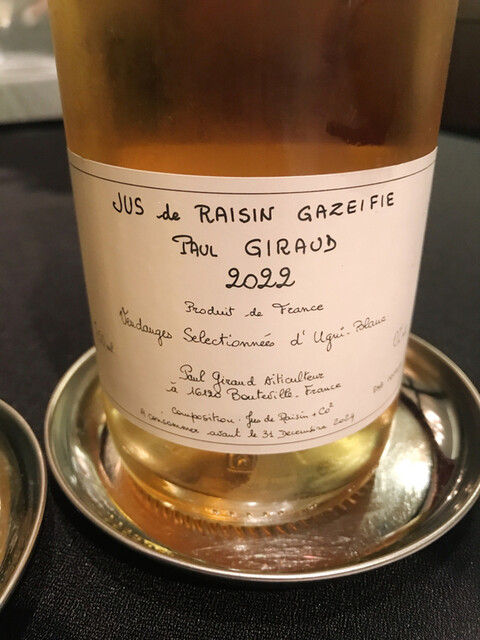 JUS de RAISIN GAZEIFIE
PAUL GIRAUD
2022
Produit de France
Vendanges Selectionnées d'Ugni-Blanc
Paul Giraud Viticulteur
à 16120 Bouteville - France
Composition: Jus de Raisin + CO²
A consommer avant le 31 Decembre 2024